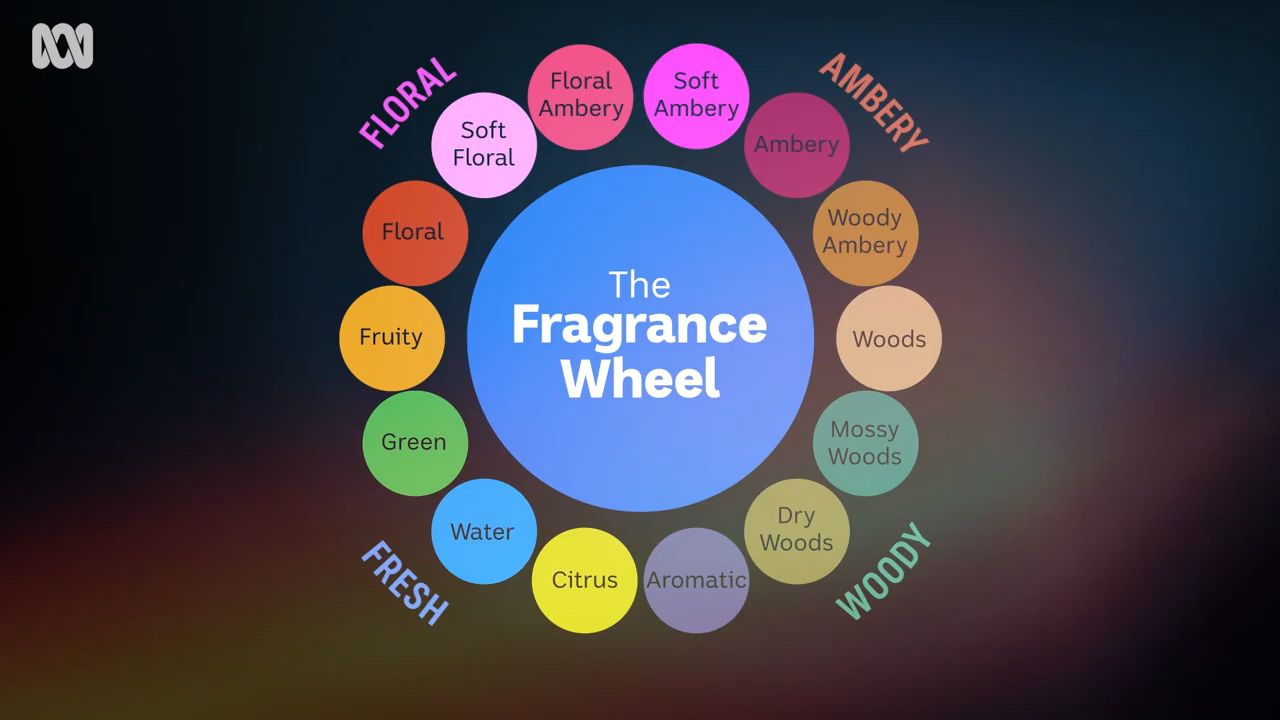 FLORAL
AMBERY
Floral
Ambery
Soft
Ambery
Soft
Floral
Ambery
Floral
Woody
Ambery
Fruity
Woods
Green
Mossy
Woods
Water
Dry
Woods
Citrus
Aromatic
FRESH
WOODY
The
Fragrance
Wheel